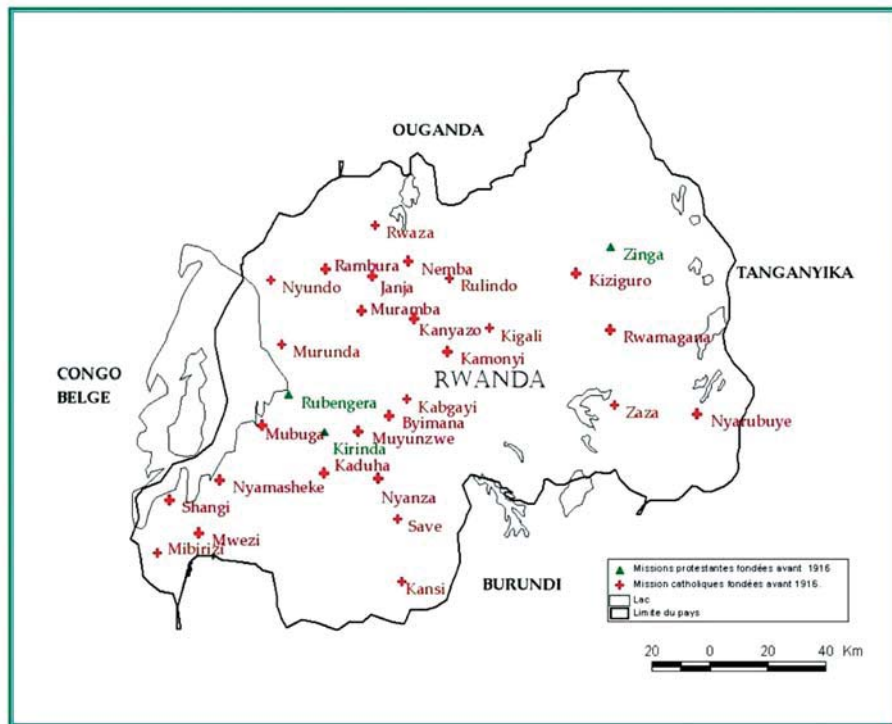 OUGANDA
Rwaza
Zinga
Rambura
Nemba
TANGANYIKA
Nyundo
Janja
Rulindo
Kiziguro
Muramba
Kanyazo
Kigali
Rwamagana
Murunda
Kamonyi
CONGO
BELGE
RWANDA
Rubengera
Kabgayi
Zaza
Nyarubuye
Byimana
Mubuga
Kirinda
Muyunzwe
Kaduha
Nyamasheke
Nyanza
Shangi
Save
Mwezi
Mibirizi
BURUNDI
Kansi
Missions protestantes fondées avant 1916
Mission catholiques fondées avant 1916.
Lac
Limite du pays
20 0 20 40 Km